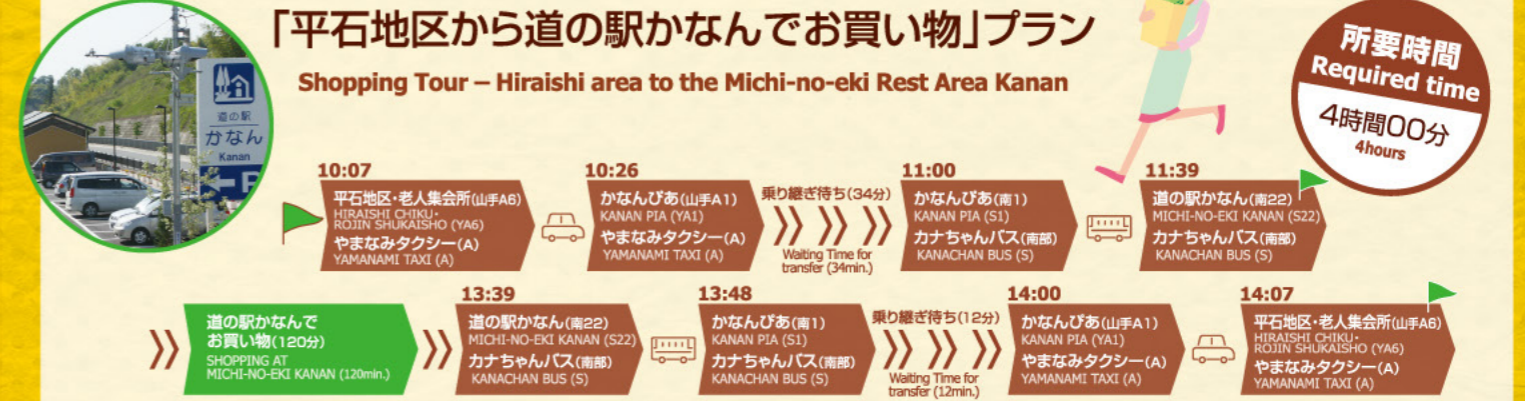 「平石地区から道の駅かなんでお買い物」プラン
Shopping Tour – Hiraishi area to the Michi-no-eki Rest Area Kanan
所要時間
Required time
4時間00分
4hours
道の駅
かなん
Kanan
P
10:07
平石地区・老人集会所(山手A6)
HIRAISHI CHIKU・
ROJIN SHUKAISHO (YA6)
やまなみタクシー(A)
YAMANAMI TAXI (A)
10:26
かなんぴあ(山手A1)
KANAN PIA (YA1)
やまなみタクシー(A)
YAMANAMI TAXI (A)
乗り継ぎ待ち(34分)
Waiting Time for
transfer (34min.)
11:00
かなんぴあ(南1)
KANAN PIA (S1)
カナちゃんバス(南部)
KANACHAN BUS (S)
11:39
道の駅かなん(南22)
MICHI-NO-EKI KANAN (S22)
カナちゃんバス(南部)
KANACHAN BUS (S)
道の駅かなんで
お買い物(120分)
SHOPPING AT
MICHI-NO-EKI KANAN (120min.)
13:39
道の駅かなん(南22)
MICHI-NO-EKI KANAN (S22)
カナちゃんバス(南部)
KANACHAN BUS (S)
13:48
かなんぴあ(南1)
KANAN PIA (S1)
カナちゃんバス(南部)
KANACHAN BUS (S)
乗り継ぎ待ち(12分)
Waiting Time for
transfer (12min.)
14:00
かなんぴあ(山手A1)
KANAN PIA (YA1)
やまなみタクシー(A)
YAMANAMI TAXI (A)
14:07
平石地区・老人集会所(山手A6)
HIRAISHI CHIKU・
ROJIN SHUKAISHO (YA6)
やまなみタクシー(A)
YAMANAMI TAXI (A)